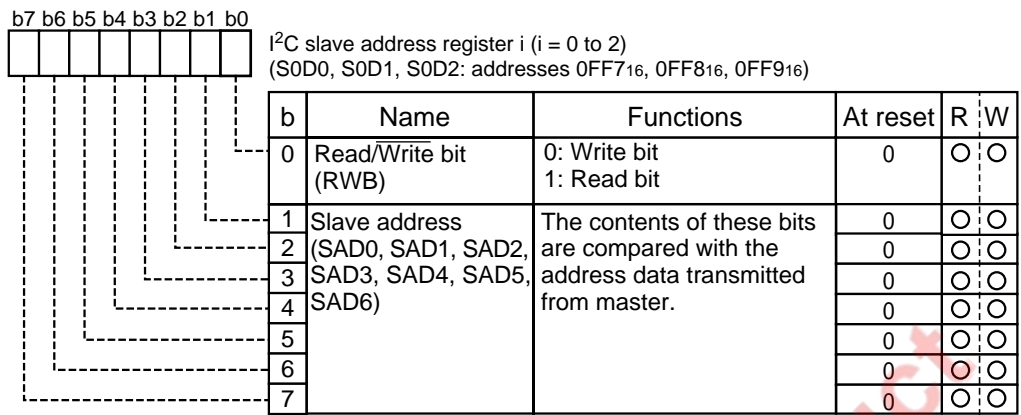 b7 b6 b5 b4 b3 b2 b1 b0
I²C slave address register i (i = 0 to 2)
(S0D0, S0D1, S0D2: addresses 0FF7₁₆, 0FF8₁₆, 0FF9₁₆)
b Name Functions At reset R W
0 Read/W̅r̅i̅t̅e̅ bit 0: Write bit 0 ○ ○
(RWB) 1: Read bit
1 Slave address The contents of these bits 0 ○ ○
2 (SAD0, SAD1, SAD2, are compared with the 0 ○ ○
3 SAD3, SAD4, SAD5, address data transmitted 0 ○ ○
4 SAD6) from master. 0 ○ ○
5 0 ○ ○
6 0 ○ ○
7 0 ○ ○